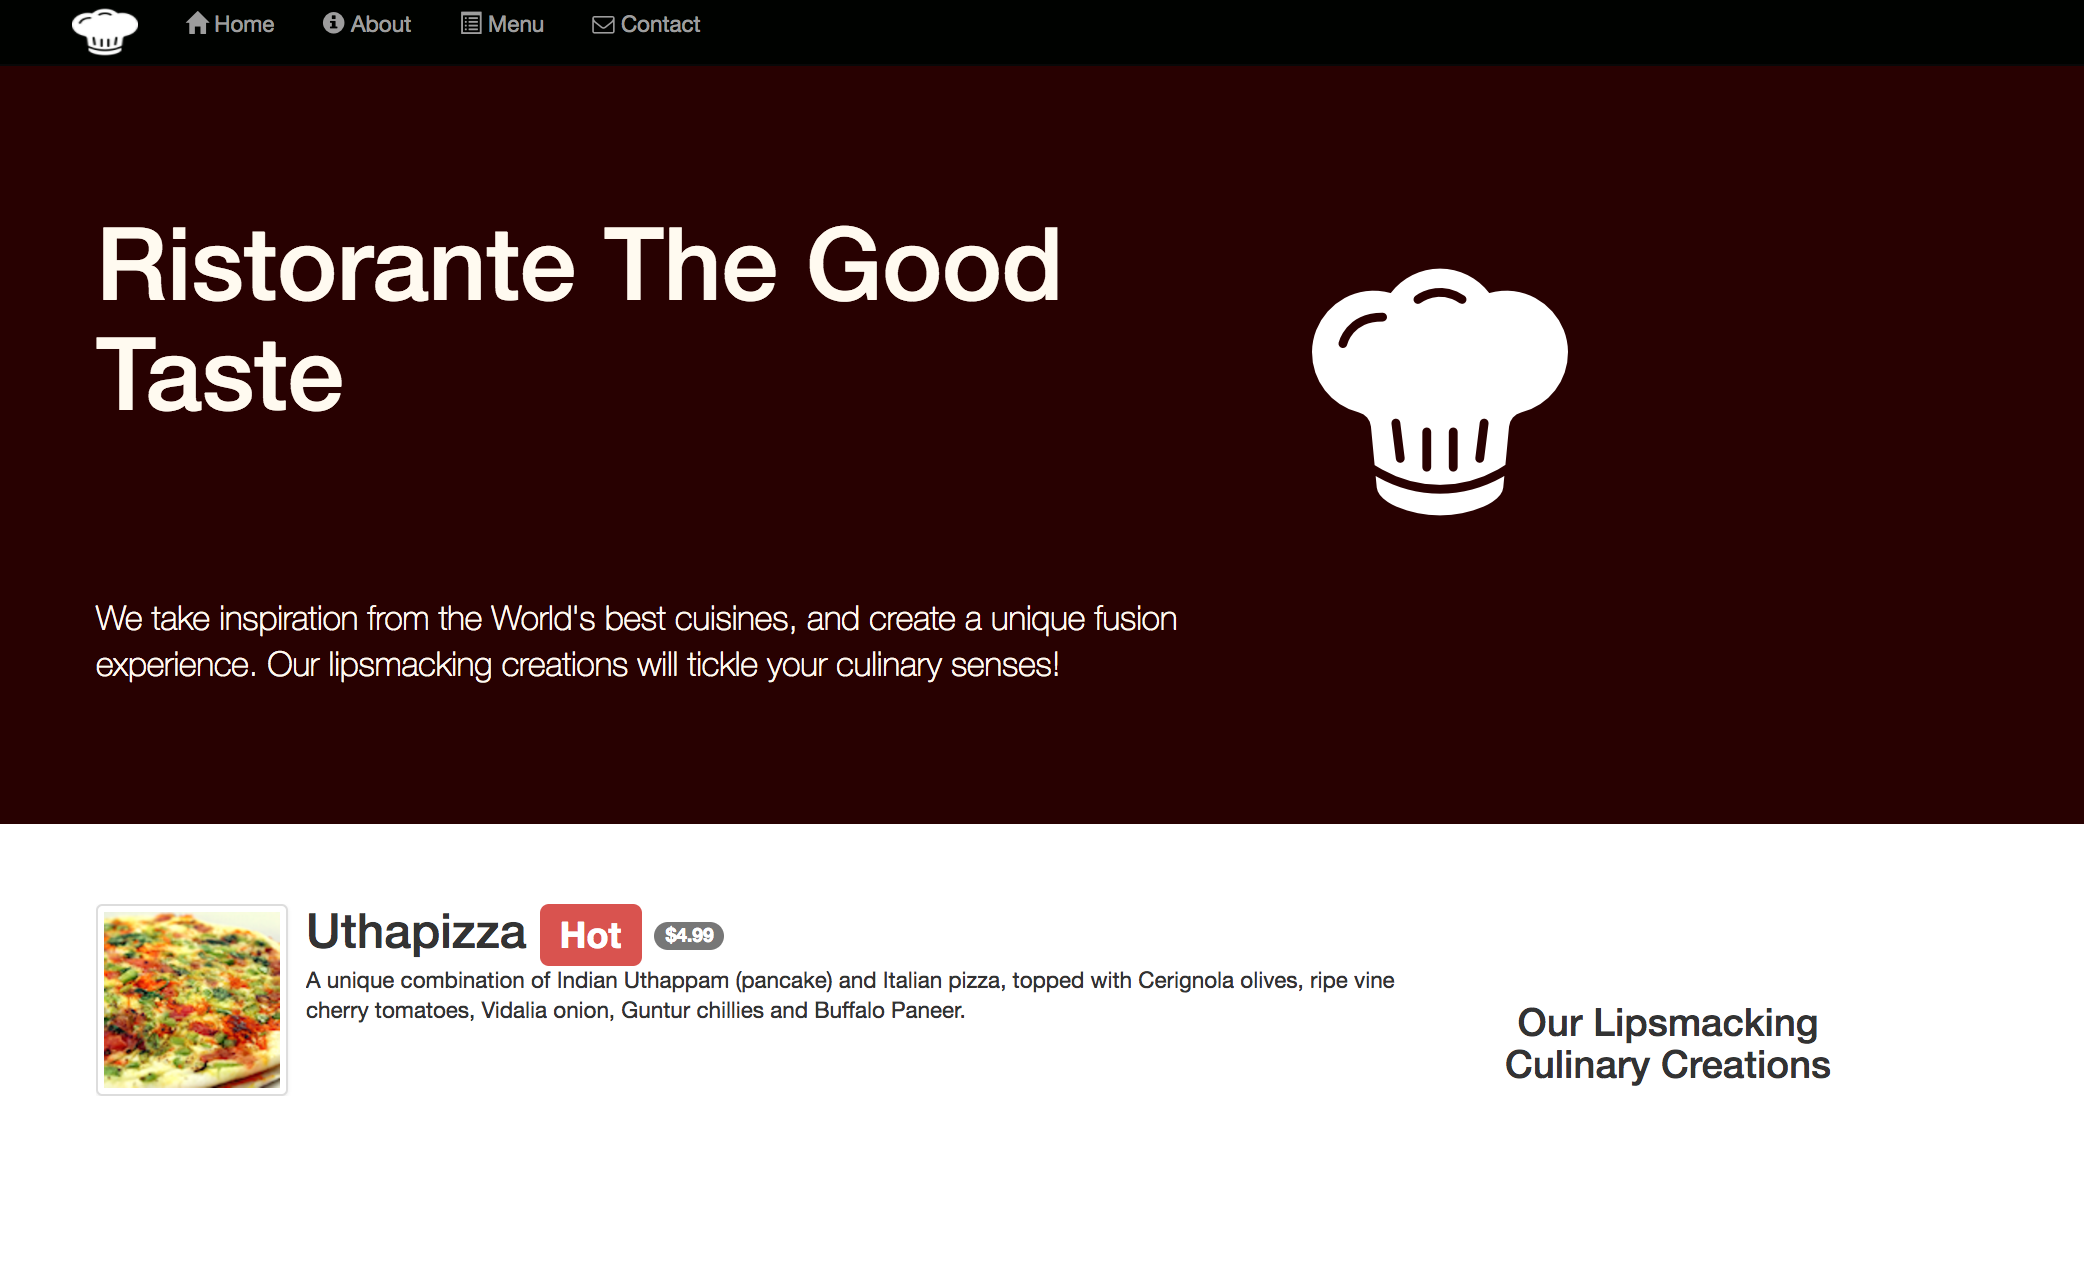 Home About Menu Contact
Ristorante The Good
Taste
We take inspiration from the World's best cuisines, and create a unique fusion
experience. Our lipsmacking creations will tickle your culinary senses!
Uthapizza Hot $4.99
A unique combination of Indian Uthappam (pancake) and Italian pizza, topped with Cerignola olives, ripe vine
cherry tomatoes, Vidalia onion, Guntur chillies and Buffalo Paneer.
Our Lipsmacking
Culinary Creations